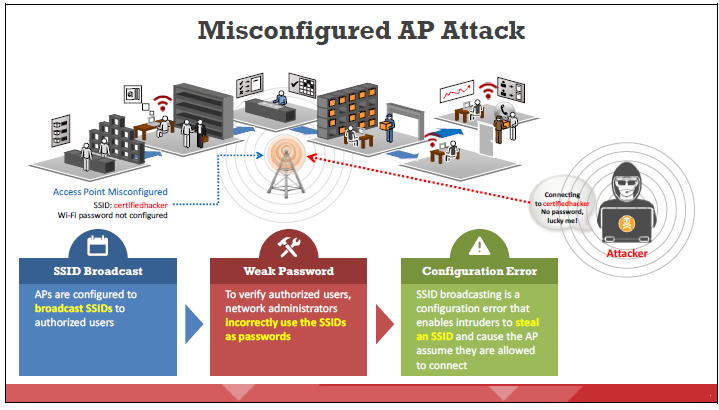 Misconfigured AP Attack
Access Point Misconfigured
SSID: certifiedhacker
Wi-Fi password not configured
Connecting
to certifiedhacker
No password,
lucky me!
Attacker
SSID Broadcast
APs are configured to
broadcast SSIDs to
authorized users
Weak Password
To verify authorized users,
network administrators
incorrectly use the SSIDs
as passwords
Configuration Error
SSID broadcasting is a
configuration error that
enables intruders to steal
an SSID and cause the AP
assume they are allowed
to connect